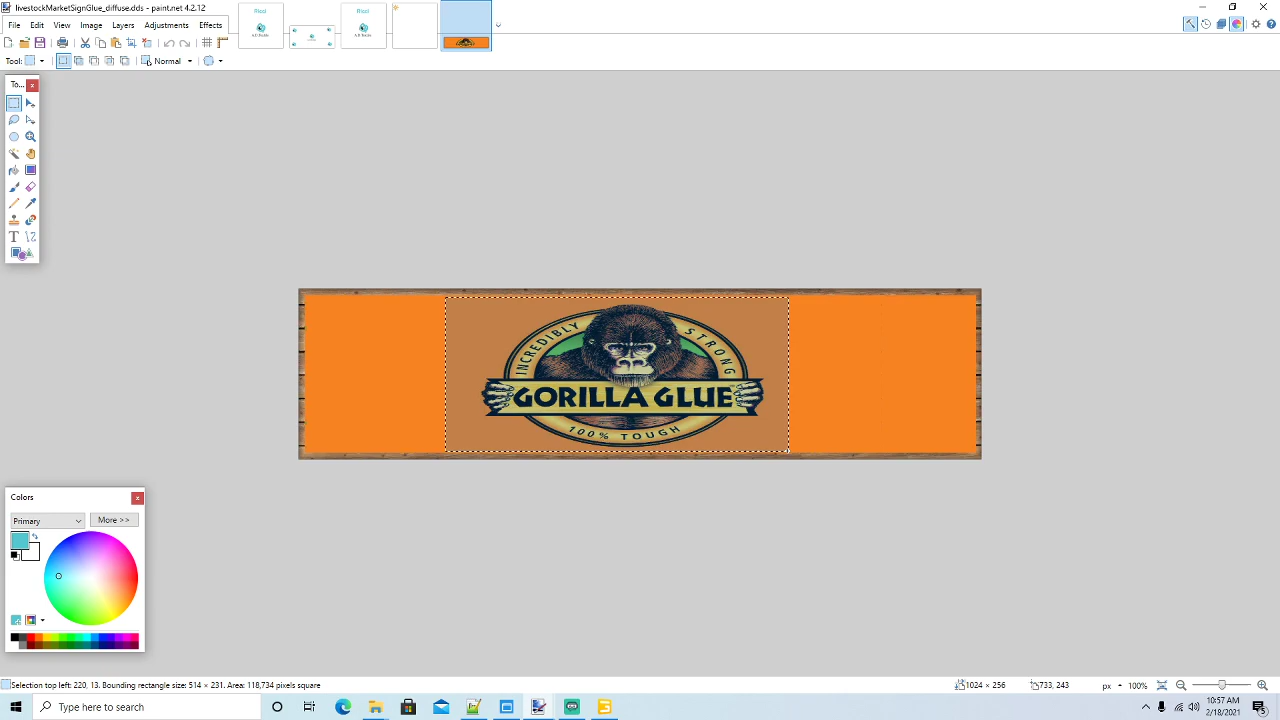 livestockMarketSignGlue_diffuse.dds - paint.net 4.2.12
File Edit View Image Layers Adjustments Effects
Tool: Normal
To...
INCREDIBLY STRONG
GORILLA GLUE
100% TOUGH
Colors
Primary
More >>
Selection top left: 220, 13. Bounding rectangle size: 514 × 231. Area: 118,734 pixels square
1024 × 256
733, 243
px
100%
Type here to search
10:57 AM
2/18/2021